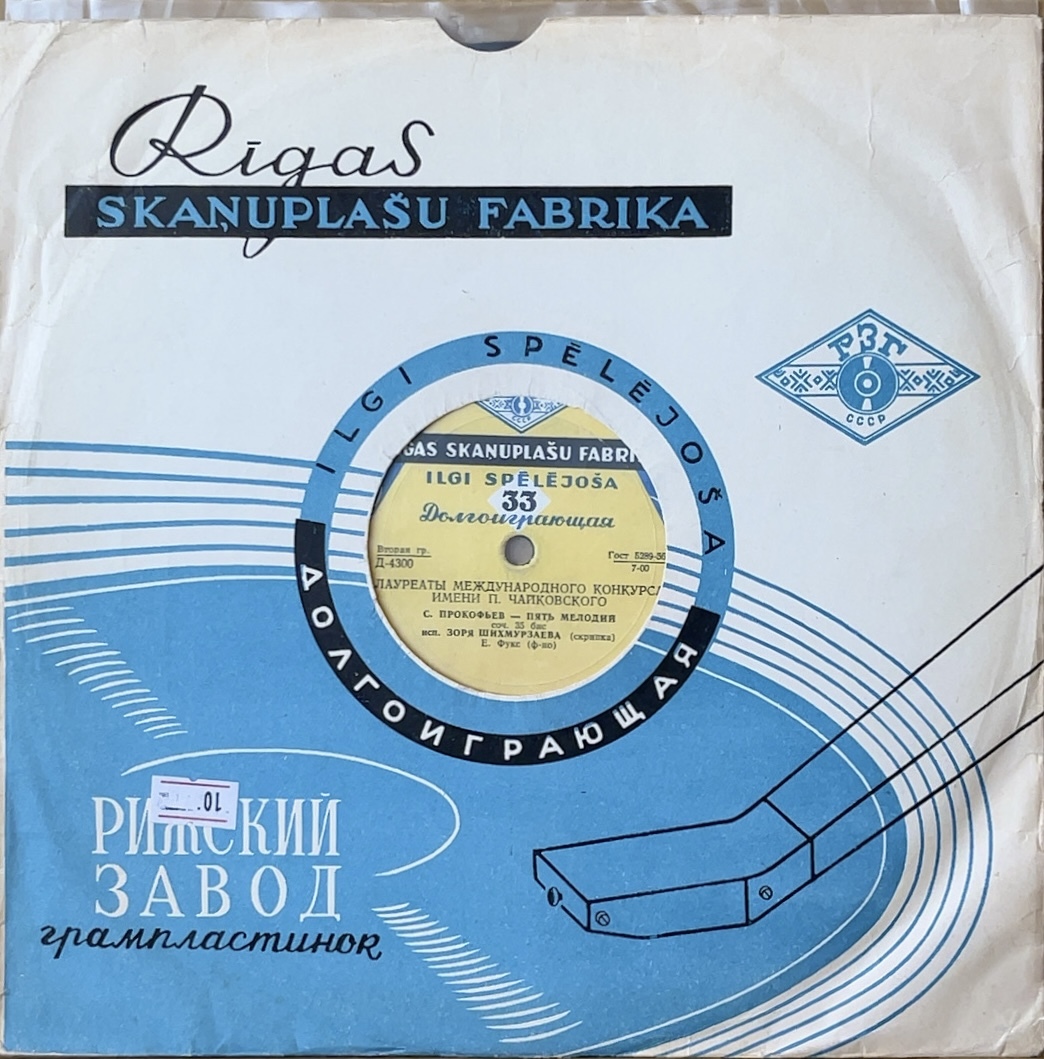 Rīgas
SKAŅUPLAŠU FABRIKA
РЗГ
СССР
ILGI SPĒLĒJOŠA
ДОЛГОИГРАЮЩАЯ
СССР
GAS SKAŅUPLAŠU FABRI
ILGI SPĒLĒJOŠA
33
Долгоиграющая
Вторая гр.
Д-4300
Гост 5289-56
7-00
ЛАУРЕАТЫ МЕЖДУНАРОДНОГО КОНКУРСА
ИМЕНИ П. ЧАЙКОВСКОГО
С. ПРОКОФЬЕВ — ПЯТЬ МЕЛОДИЙ
соч. 35 бис
исп. ЗОРЯ ШИХМУРЗАЕВА (скрипка)
Е. Фукс (ф-но)
10.
РИЖСКИЙ
ЗАВОД
грампластинок